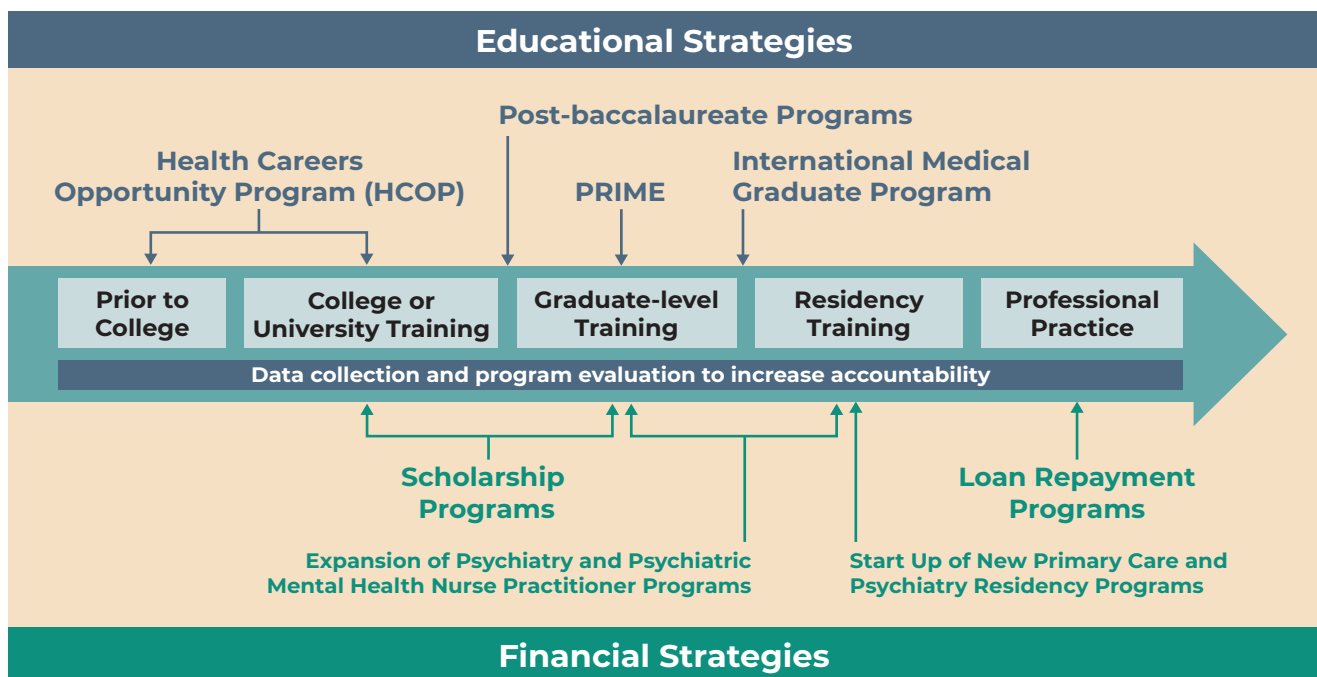 Educational Strategies
Post-baccalaureate Programs
Health Careers
Opportunity Program (HCOP)
PRIME
International Medical
Graduate Program
Prior to
College
College or
University Training
Graduate-level
Training
Residency
Training
Professional
Practice
Data collection and program evaluation to increase accountability
Scholarship
Programs
Loan Repayment
Programs
Expansion of Psychiatry and Psychiatric
Mental Health Nurse Practitioner Programs
Start Up of New Primary Care and
Psychiatry Residency Programs
Financial Strategies